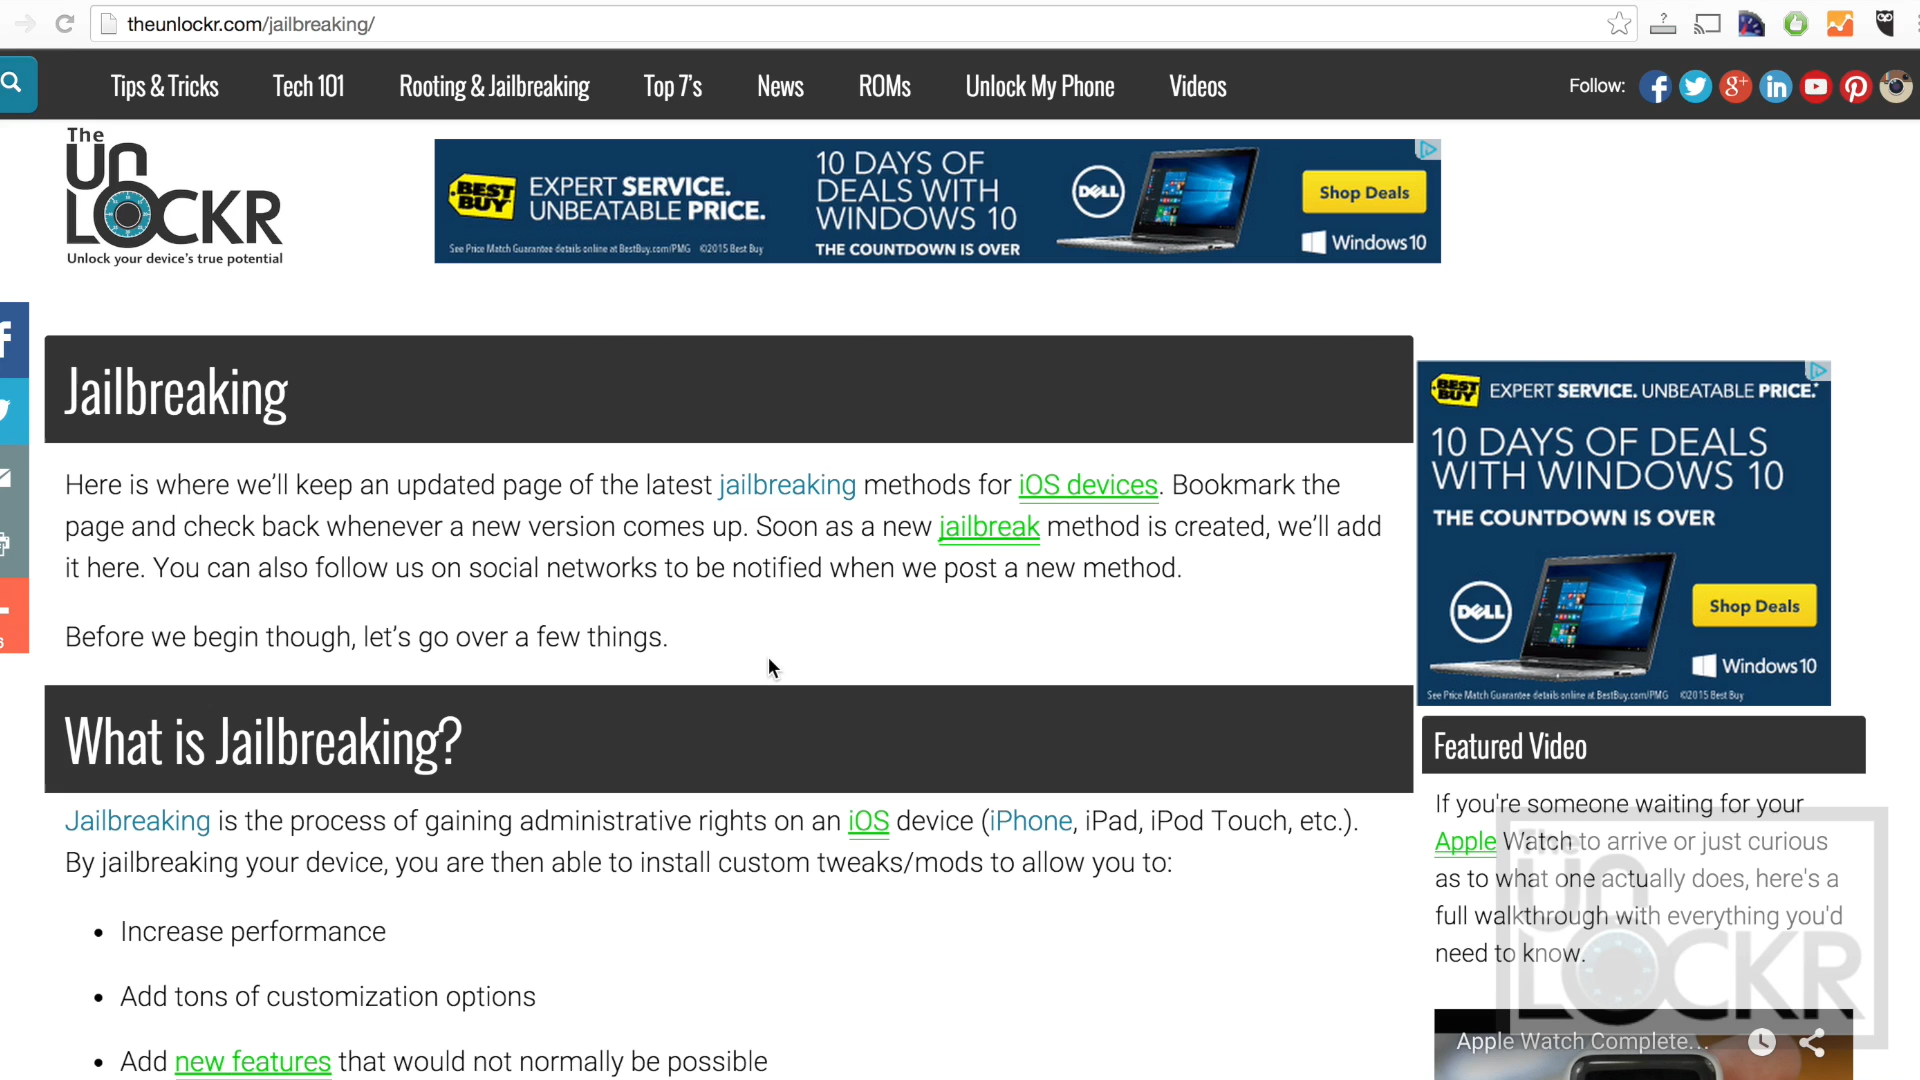 theunlockr.com/jailbreaking/
Tips & Tricks
Tech 101
Rooting & Jailbreaking
Top 7's
News
ROMs
Unlock My Phone
Videos
Follow:
The
UNLOCKR
Unlock your device's true potential
BEST BUY
EXPERT SERVICE.
UNBEATABLE PRICE.
See Price Match Guarantee details online at BestBuy.com/PMG ©2015 Best Buy
10 DAYS OF
DEALS WITH
WINDOWS 10
THE COUNTDOWN IS OVER
DELL
Shop Deals
Windows 10
Jailbreaking
Here is where we'll keep an updated page of the latest jailbreaking methods for iOS devices. Bookmark the
page and check back whenever a new version comes up. Soon as a new jailbreak method is created, we'll add
it here. You can also follow us on social networks to be notified when we post a new method.
Before we begin though, let's go over a few things.
What is Jailbreaking?
Jailbreaking is the process of gaining administrative rights on an iOS device (iPhone, iPad, iPod Touch, etc.).
By jailbreaking your device, you are then able to install custom tweaks/mods to allow you to:
• Increase performance
• Add tons of customization options
• Add new features that would not normally be possible
BEST BUY
EXPERT SERVICE. UNBEATABLE PRICE.*
10 DAYS OF DEALS
WITH WINDOWS 10
THE COUNTDOWN IS OVER
DELL
Shop Deals
Windows 10
See Price Match Guarantee details online at BestBuy.com/PMG ©2015 Best Buy
Featured Video
If you're someone waiting for your
Apple Watch to arrive or just curious
as to what one actually does, here's a
full walkthrough with everything you'd
need to know.
Apple Watch Complete...
The
UNLOCKR